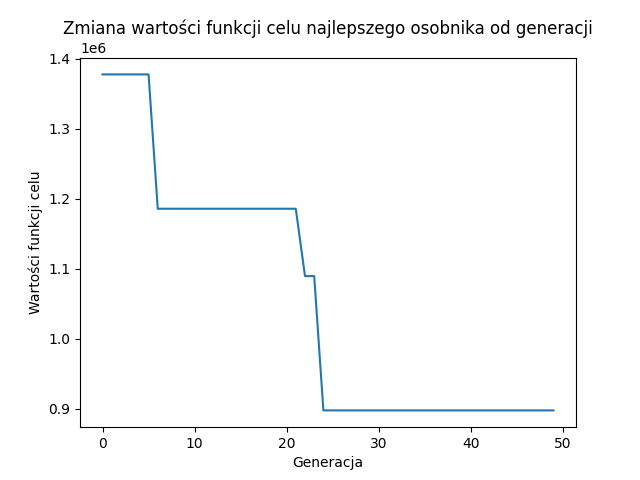 Zmiana wartości funkcji celu najlepszego osobnika od generacji
1e6
1.4
1.3
1.2
1.1
1.0
0.9
Wartości funkcji celu
0 10 20 30 40 50
Generacja